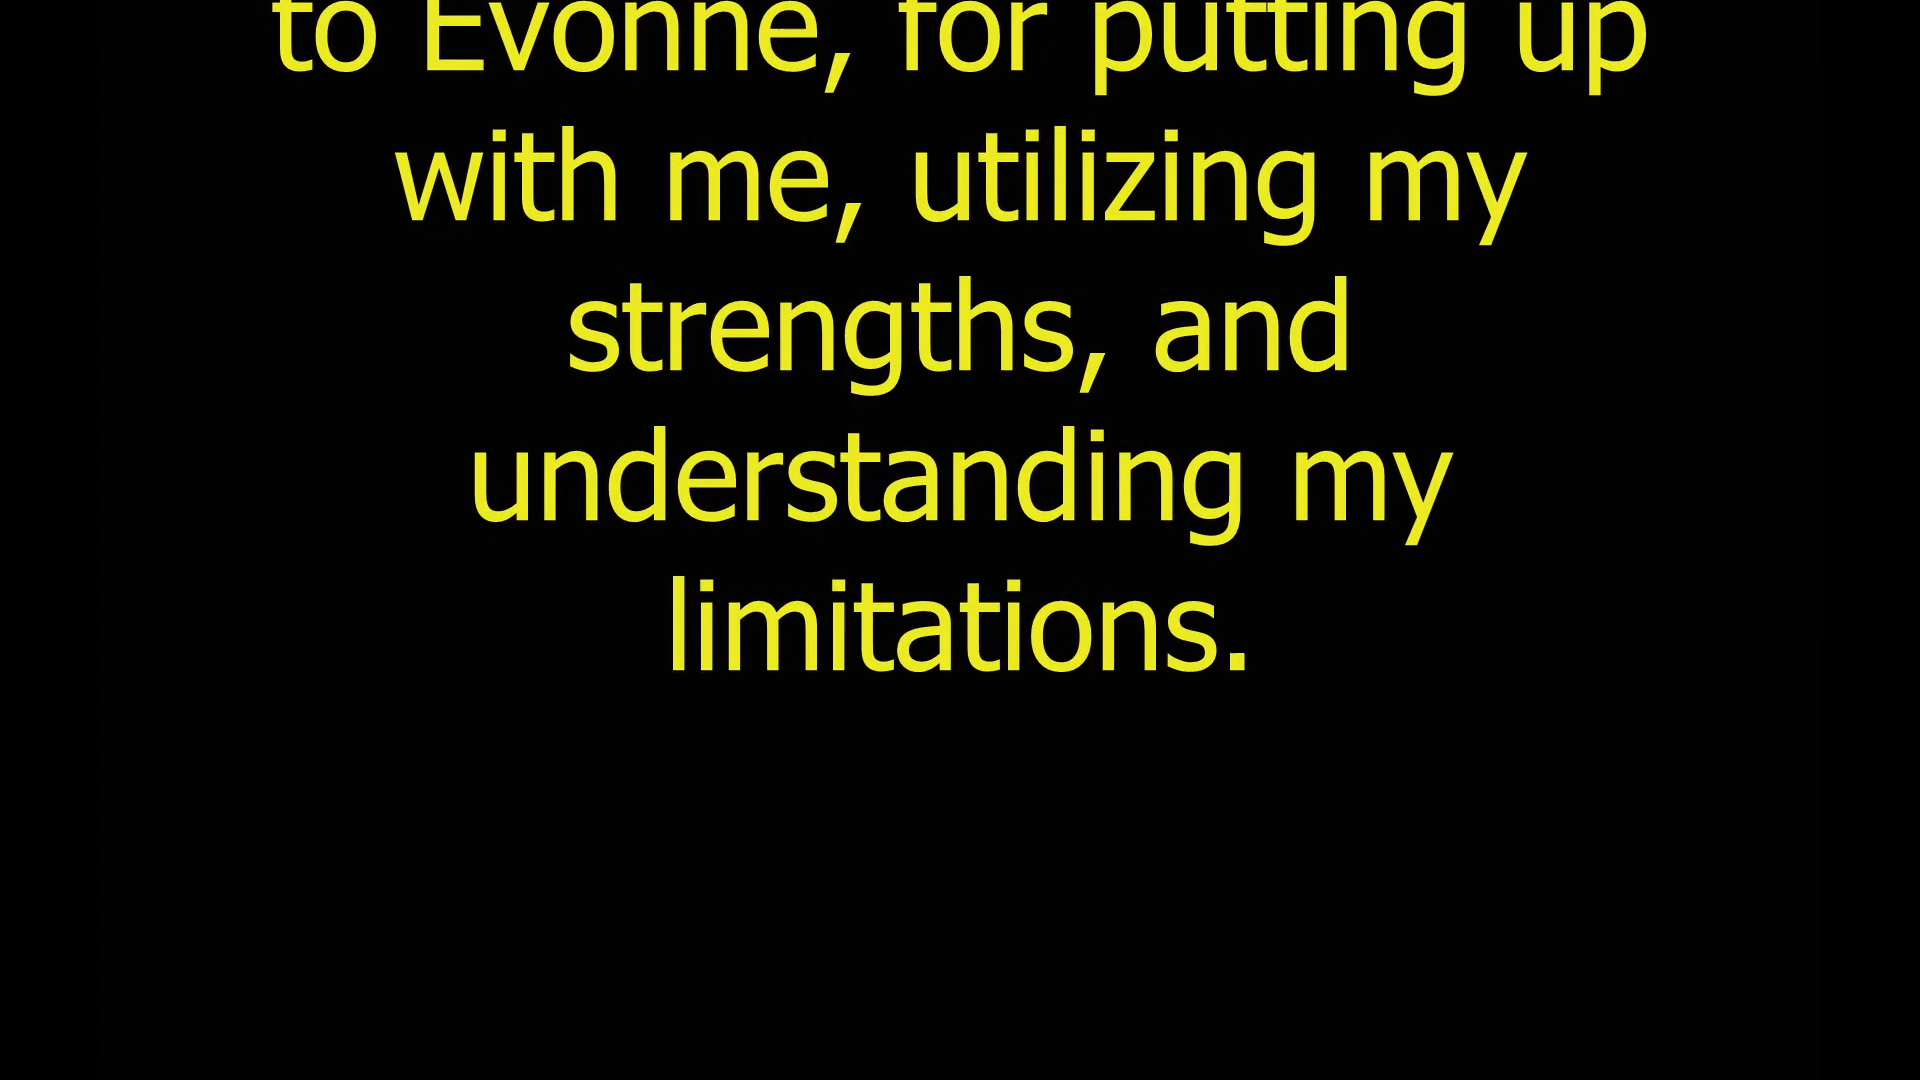 to Evonne, for putting up
with me, utilizing my
strengths, and
understanding my
limitations.